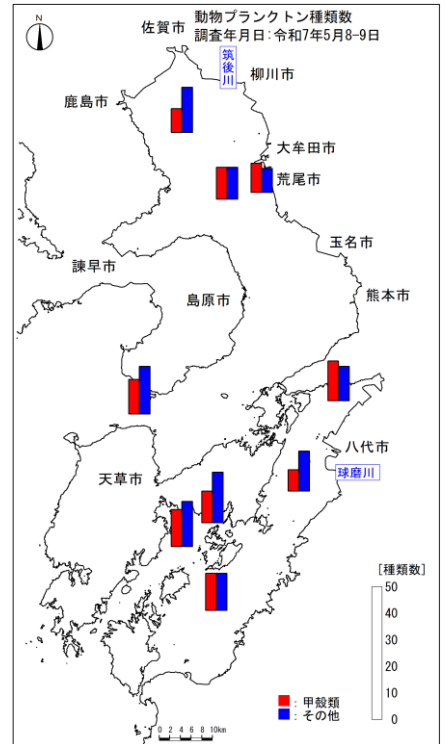 動物プランクトン種類数
調査年月日:令和7年5月8-9日
N
佐賀市
筑後川
柳川市
鹿島市
大牟田市
荒尾市
玉名市
諫早市
島原市
熊本市
八代市
球磨川
天草市
[種類数]
50
40
30
20
10
0
:甲殻類
:その他
0 2 4 6 8 10km